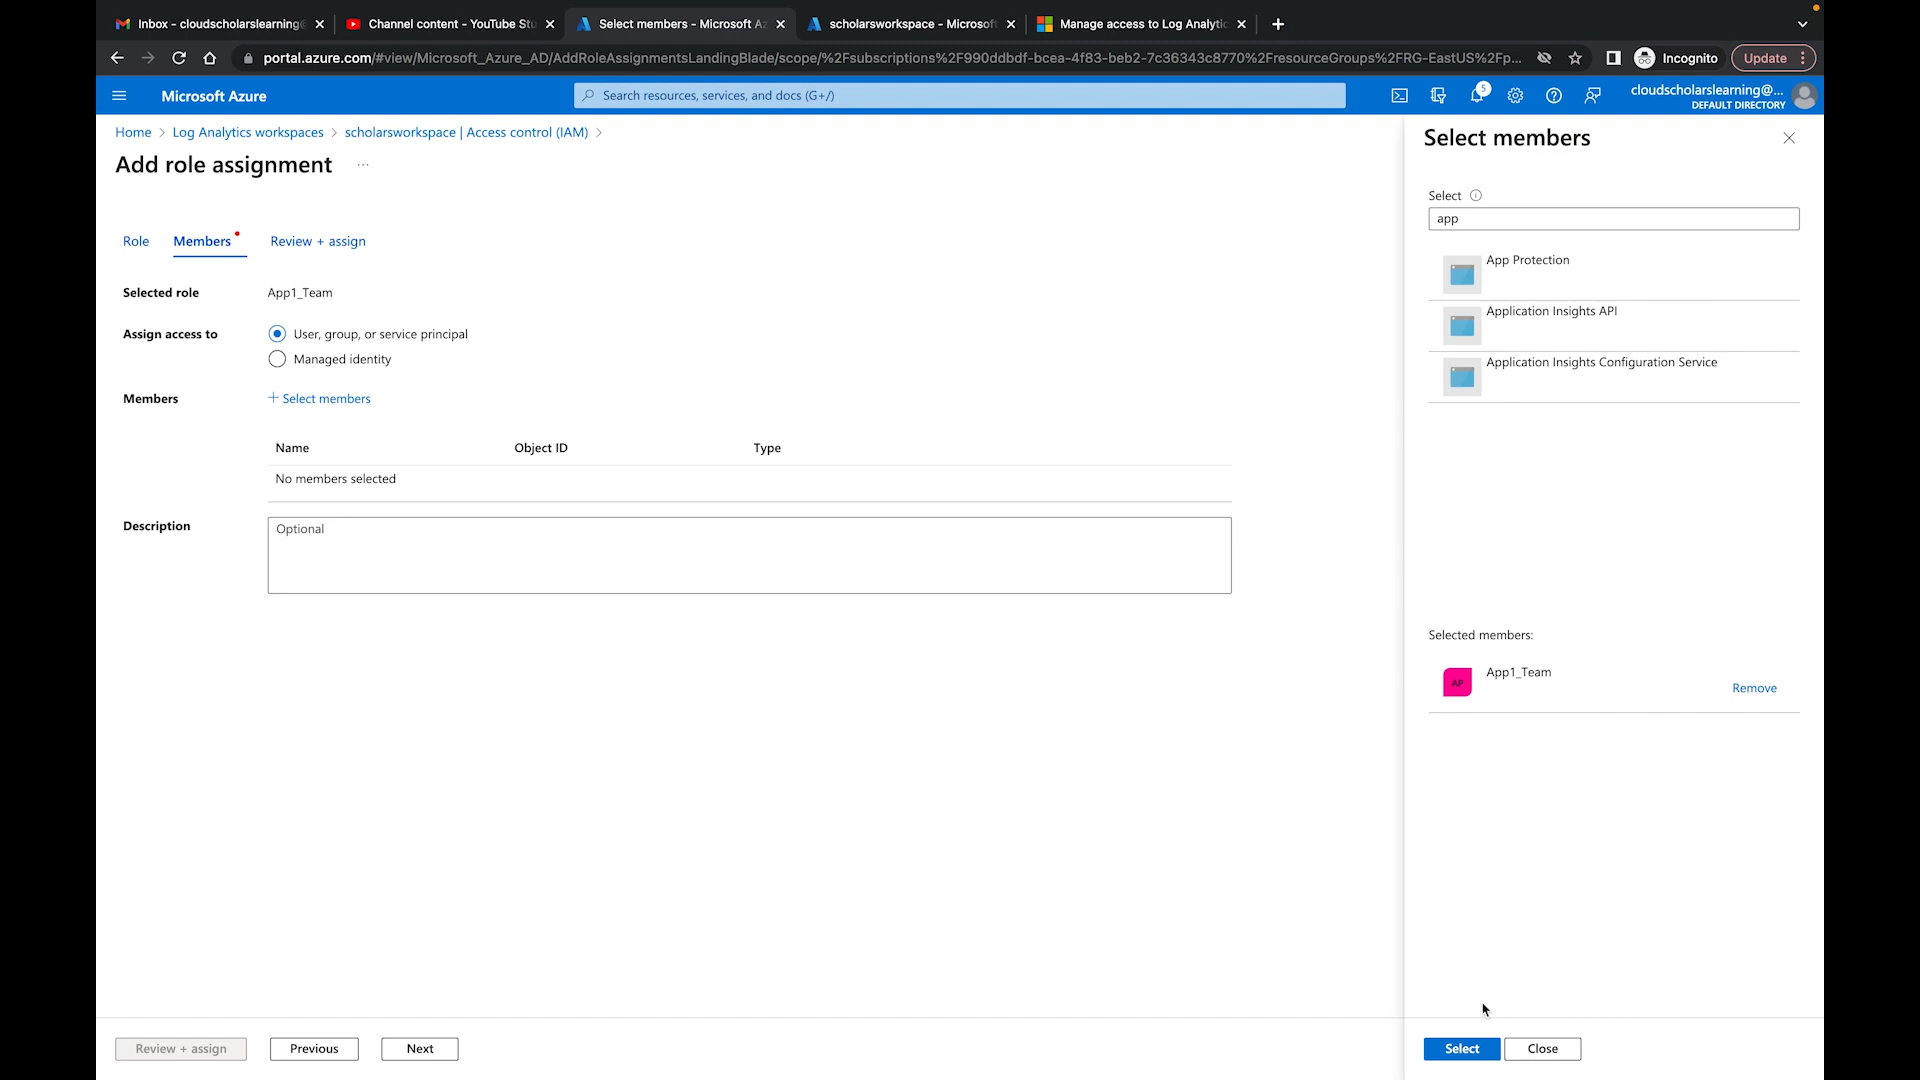 Inbox - cloudscholarslearning
Channel content - YouTube Stu
Select members - Microsoft Az
scholarsworkspace - Microsoft
Manage access to Log Analytic
portal.azure.com/#view/Microsoft_Azure_AD/AddRoleAssignmentsLandingBlade/scope/%2Fsubscriptions%2F990ddbdf-bcea-4f83-beb2-7c36343c8770%2FresourceGroups%2FRG-EastUS%2Fp...
Incognito
Update
Microsoft Azure
Search resources, services, and docs (G+/)
5
cloudscholarslearning@...
DEFAULT DIRECTORY
Home > Log Analytics workspaces > scholarsworkspace | Access control (IAM) >
Add role assignment ...
Role
Members
Review + assign
Selected role
App1_Team
Assign access to
User, group, or service principal
Managed identity
Members
+ Select members
Name
Object ID
Type
No members selected
Description
Optional
Review + assign
Previous
Next
Select members
Select
app
App Protection
Application Insights API
Application Insights Configuration Service
Selected members:
AP
App1_Team
Remove
Select
Close